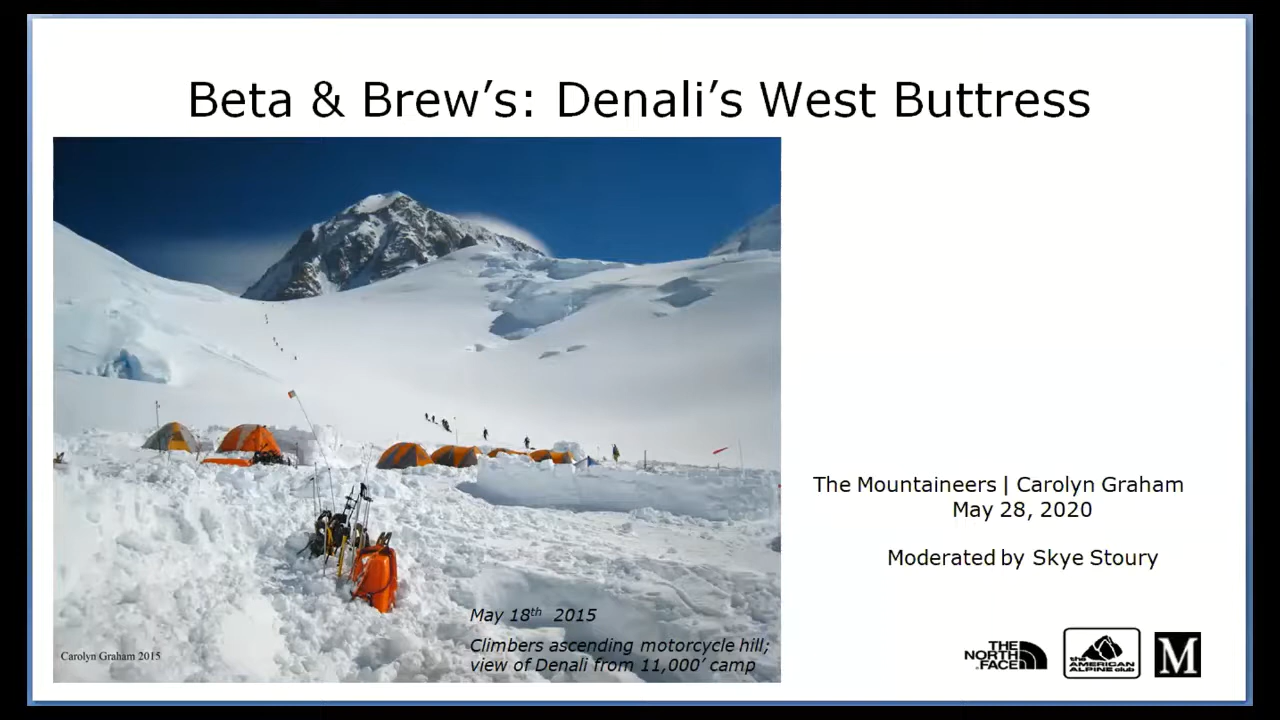 Beta & Brew’s: Denali’s West Buttress
The Mountaineers | Carolyn Graham
May 28, 2020
Moderated by Skye Stoury
May 18th 2015
Climbers ascending motorcycle hill;
view of Denali from 11,000’ camp
Carolyn Graham 2015
THE
NORTH
FACE
the
AMERICAN
ALPINE club
M